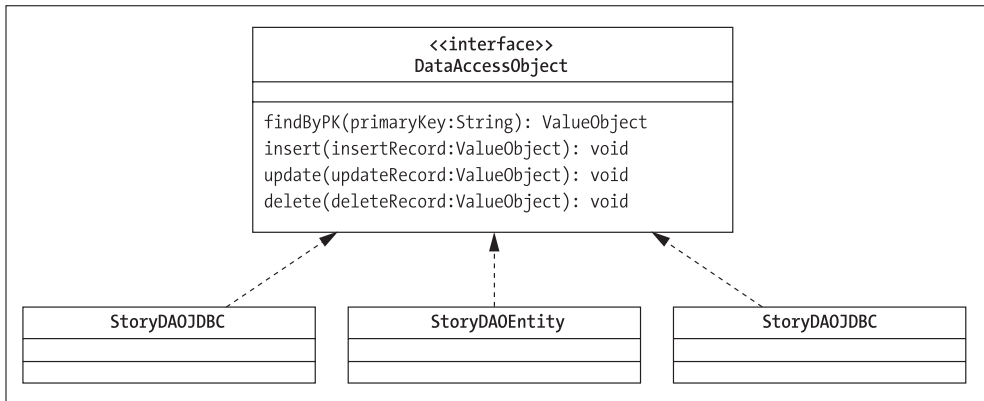 <<interface>>
DataAccessObject
findByPK(primaryKey:String): ValueObject
insert(insertRecord:ValueObject): void
update(updateRecord:ValueObject): void
delete(deleteRecord:ValueObject): void
StoryDAOJDBC
StoryDAOEntity
StoryDAOJDBC